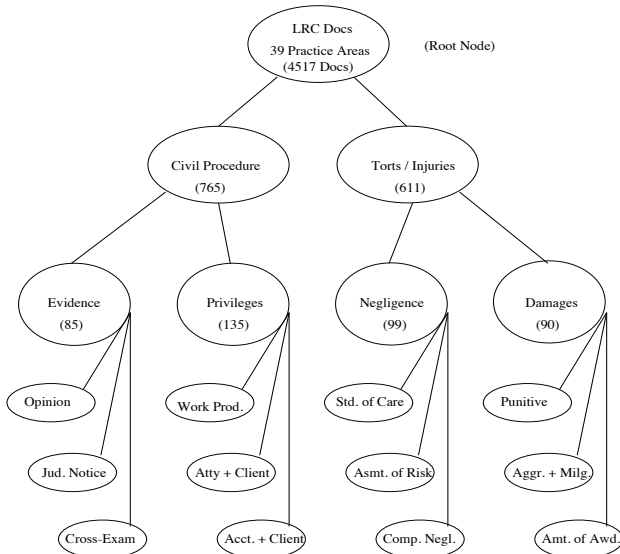 LRC Docs
39 Practice Areas
(4517 Docs)
(Root Node)
Civil Procedure
(765)
Torts / Injuries
(611)
Evidence
(85)
Privileges
(135)
Negligence
(99)
Damages
(90)
Opinion
Work Prod.
Std. of Care
Punitive
Jud. Notice
Atty + Client
Asmt. of Risk
Aggr. + Milg.
Cross-Exam
Acct. + Client
Comp. Negl.
Amt. of Awd.